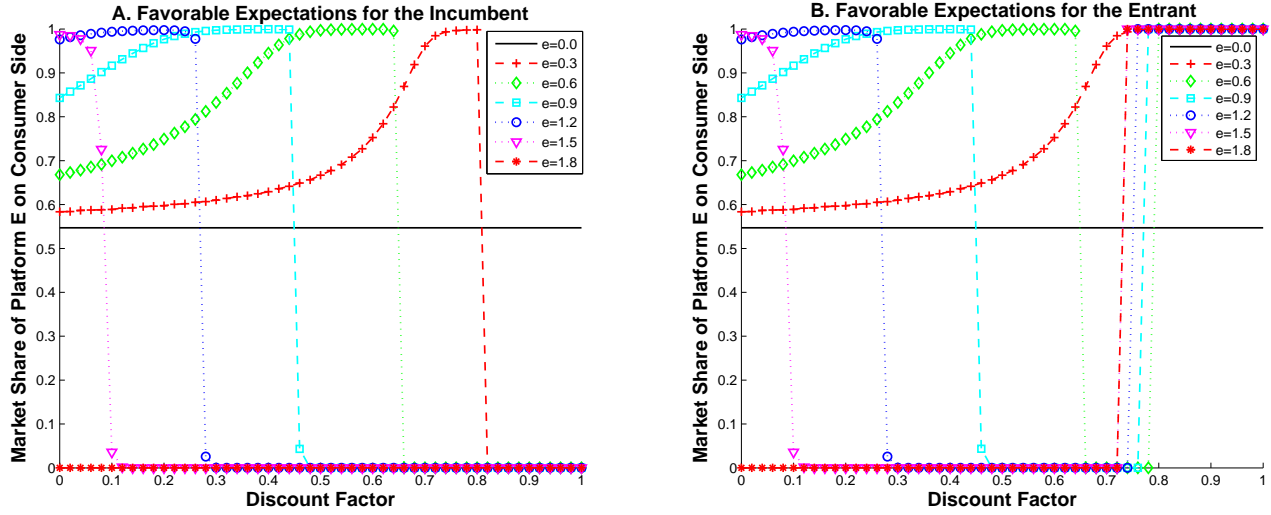 A. Favorable Expectations for the Incumbent
Market Share of Platform E on Consumer Side
1
0.9
0.8
0.7
0.6
0.5
0.4
0.3
0.2
0.1
0
0 0.1 0.2 0.3 0.4 0.5 0.6 0.7 0.8 0.9 1
Discount Factor
e=0.0
e=0.3
e=0.6
e=0.9
e=1.2
e=1.5
e=1.8
B. Favorable Expectations for the Entrant
Market Share of Platform E on Consumer Side
1
0.9
0.8
0.7
0.6
0.5
0.4
0.3
0.2
0.1
0
0 0.1 0.2 0.3 0.4 0.5 0.6 0.7 0.8 0.9 1
Discount Factor
e=0.0
e=0.3
e=0.6
e=0.9
e=1.2
e=1.5
e=1.8